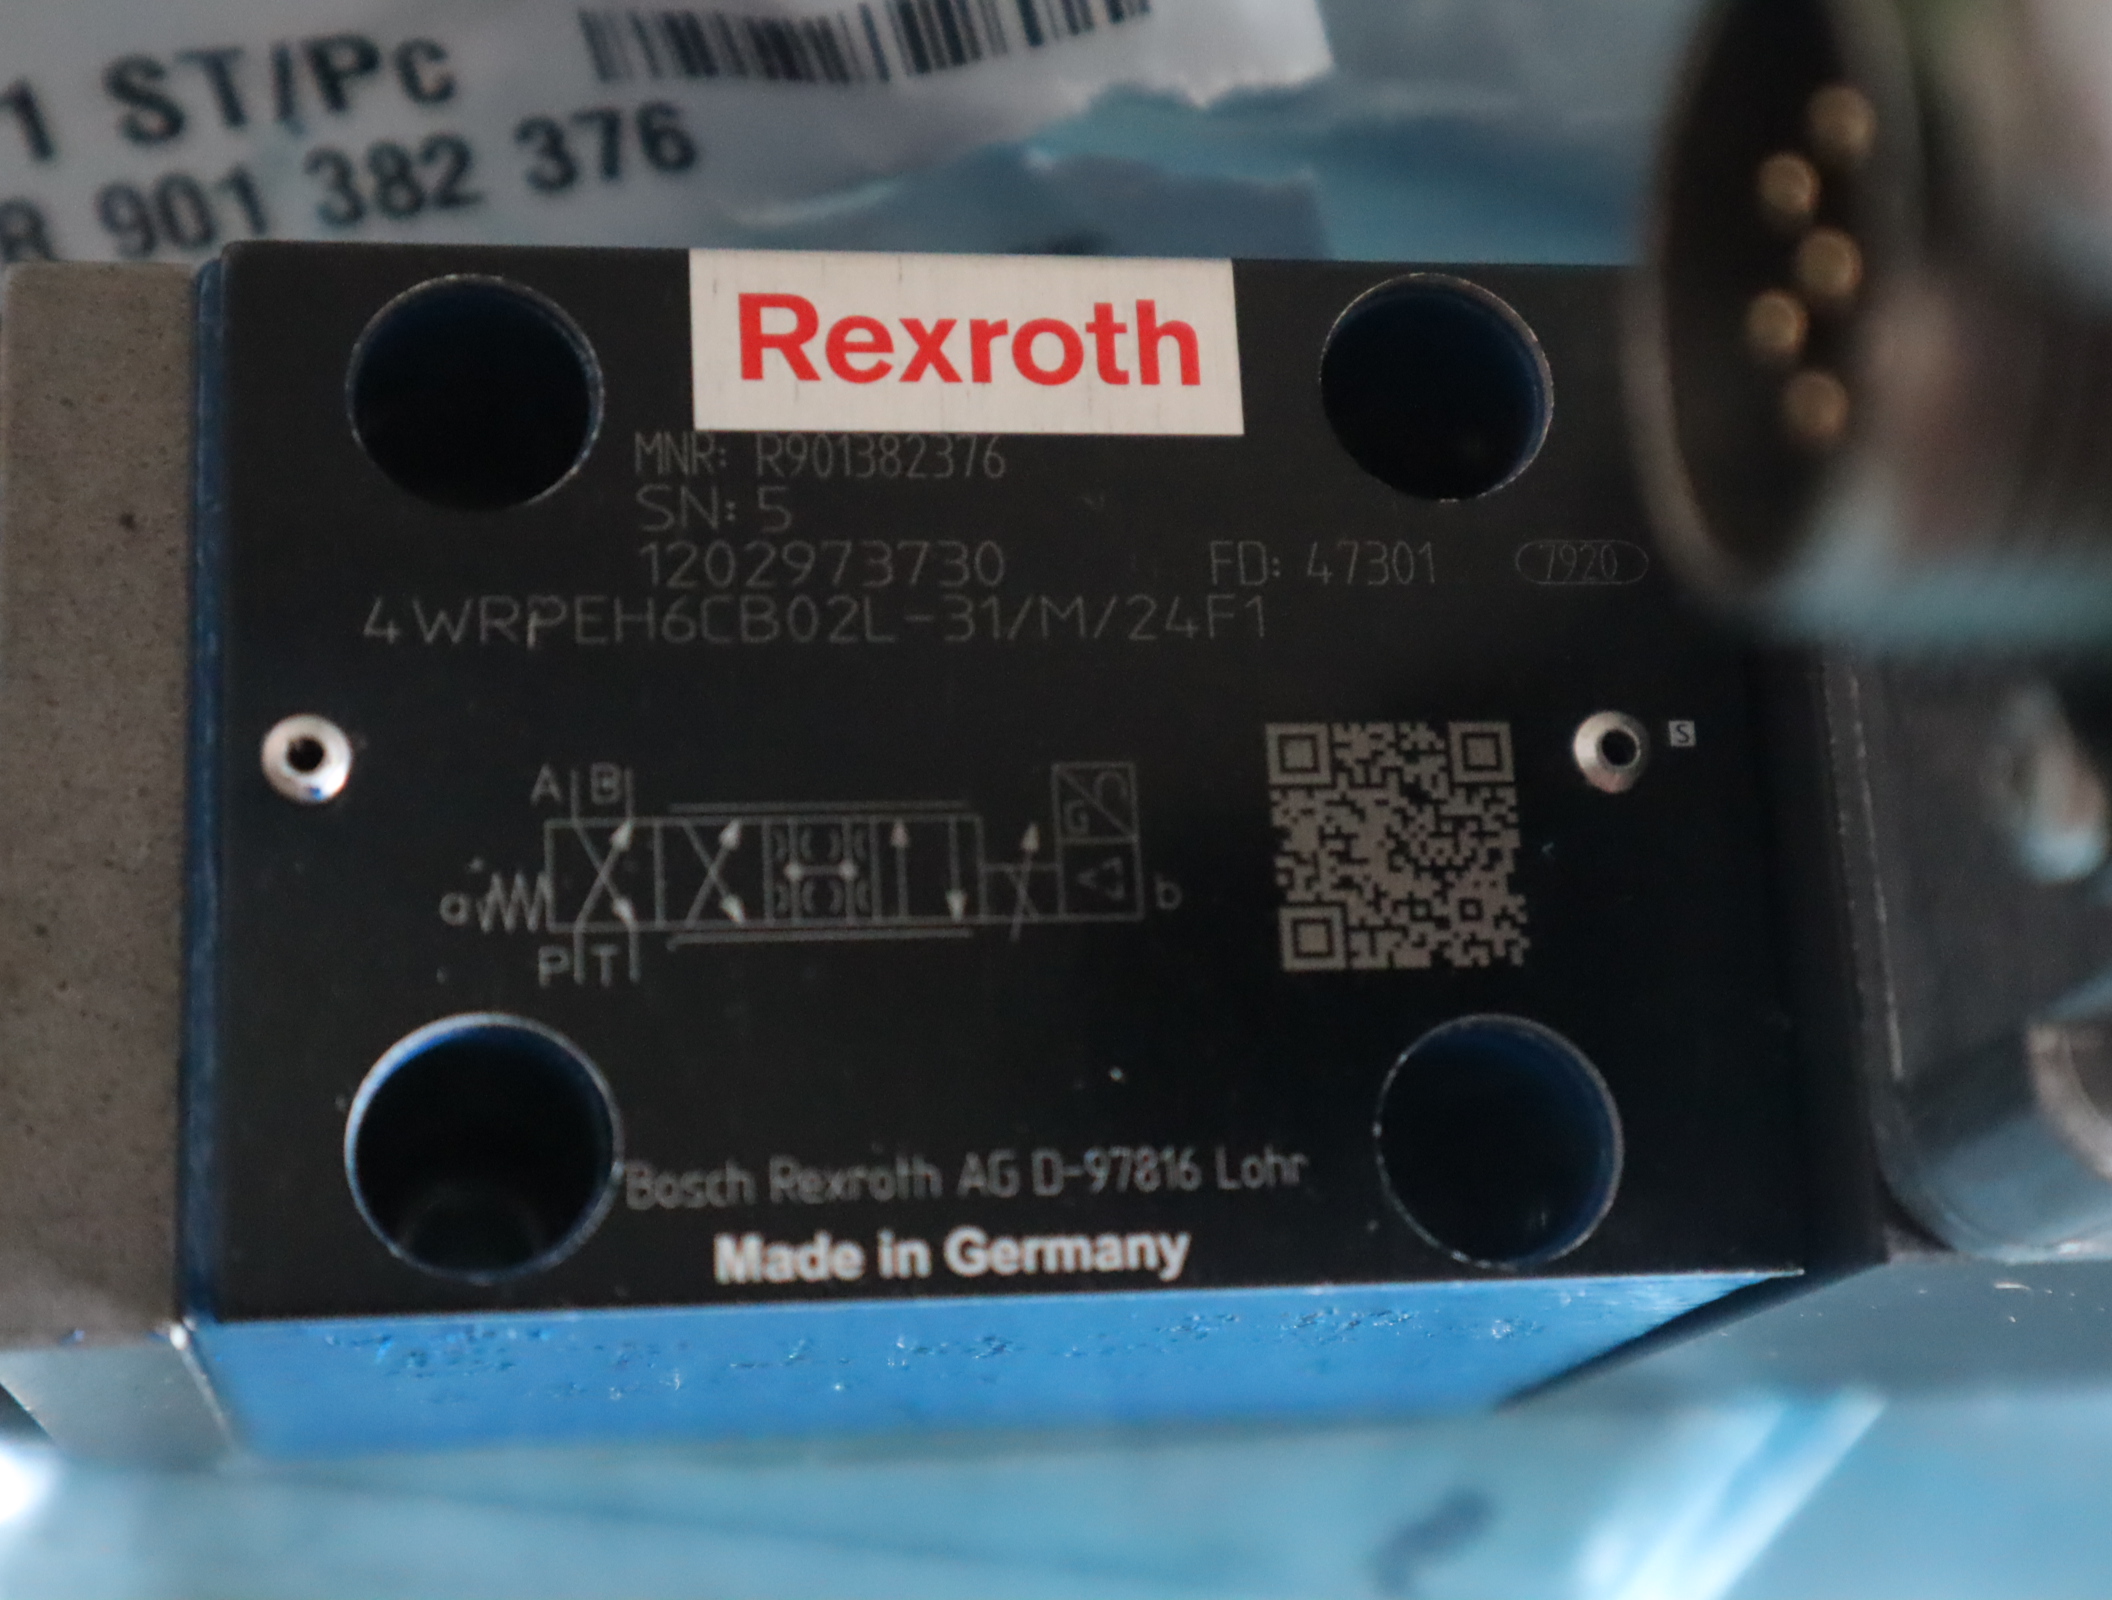 1 ST/Pc
R 901 382 376
Rexroth
MNR: R901382376
SN: 5
1202973730 FD: 47301 7920
4WRPEH6CB02L-31/M/24F1
S
A B
G
a b
P T
Bosch Rexroth AG D-97816 Lohr
Made in Germany